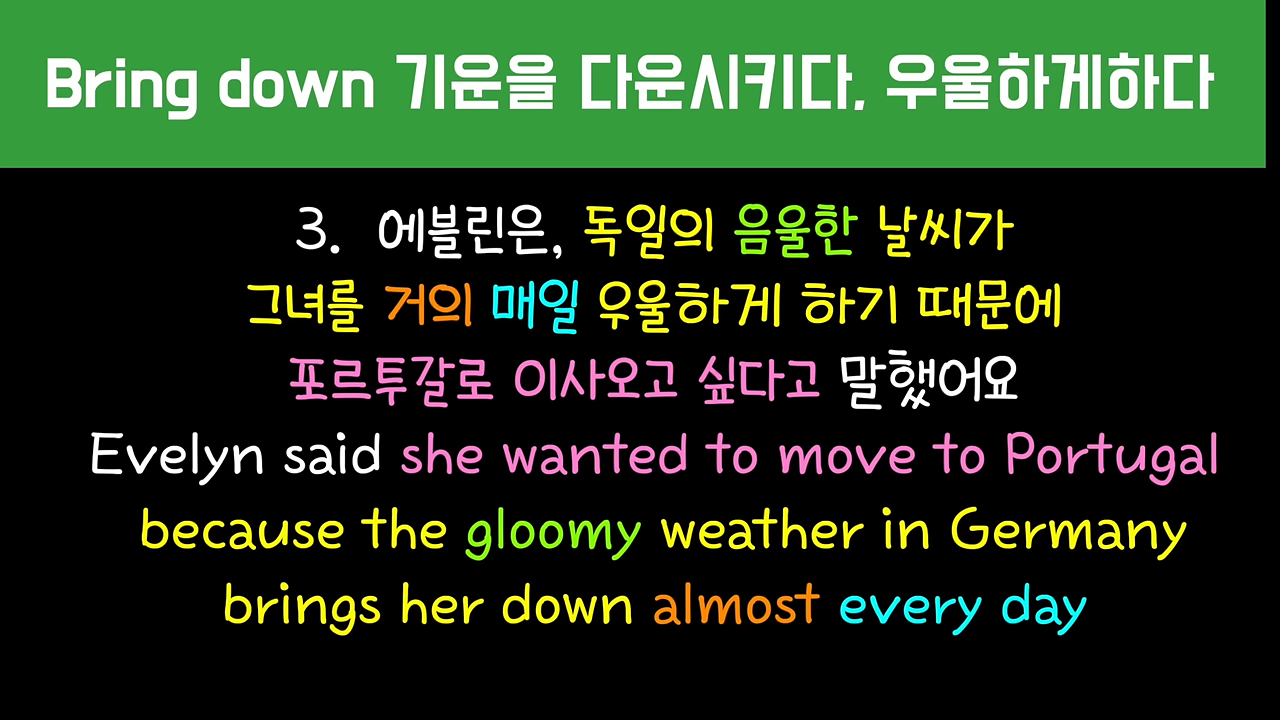 Bring down 기운을 다운시키다, 우울하게하다
3. 에블린은, 독일의 음울한 날씨가
그녀를 거의 매일 우울하게 하기 때문에
포르투갈로 이사오고 싶다고 말했어요
Evelyn said she wanted to move to Portugal
because the gloomy weather in Germany
brings her down almost every day